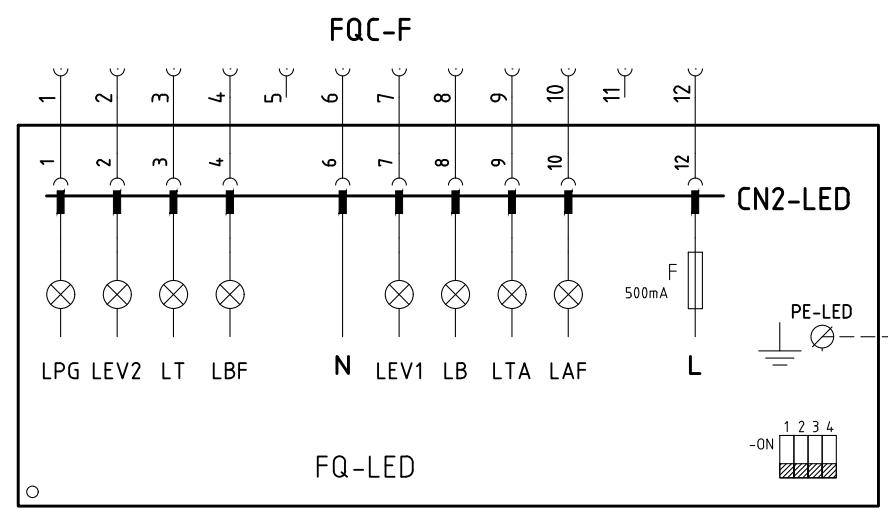 FQC-F
1 2 3 4 5 6 7 8 9 10 11 12
1 2 3 4 6 7 8 9 10 12
CN2-LED
F
500mA
PE-LED
LPG LEV2 LT LBF N LEV1 LB LTA LAF L
1 2 3 4
-ON
FQ-LED